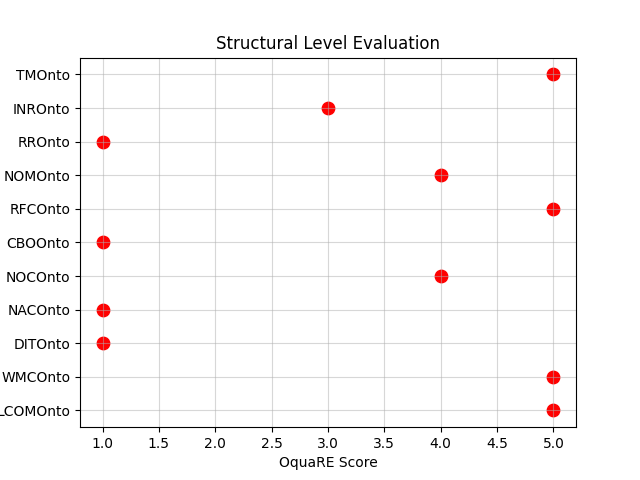 Structural Level Evaluation
TMOnto
INROnto
RROnto
NOMOnto
RFCOnto
CBOOnto
NOCOnto
NACOnto
DITOnto
WMCOnto
LCOMOnto
1.0 1.5 2.0 2.5 3.0 3.5 4.0 4.5 5.0
OquaRE Score